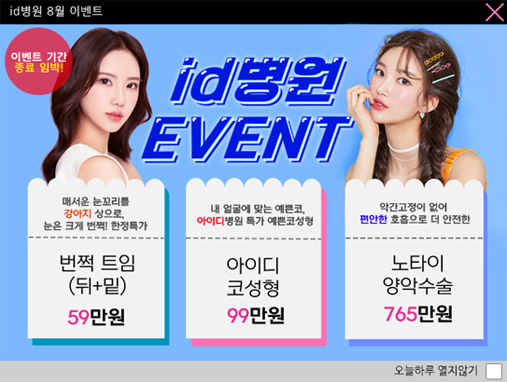 id병원 8월 이벤트
이벤트 기간
종료 임박!
id병원
EVENT
매서운 눈꼬리를
강아지 상으로,
눈은 크게 번쩍! 한정특가
번쩍 트임
(뒤+밑)
59만원
내 얼굴에 맞는 예쁜코,
아이디병원 특가 예쁜코성형
아이디
코성형
99만원
약간고정이 없어
편안한 호흡으로 더 안전한
노타이
양악수술
765만원
오늘하루 열지않기